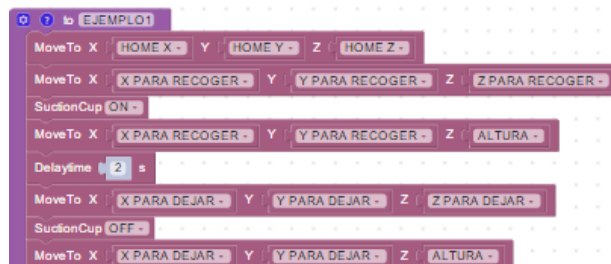 ? to EJEMPLO1
MoveTo X HOME X Y HOME Y Z HOME Z
MoveTo X X PARA RECOGER Y Y PARA RECOGER Z Z PARA RECOGER
SuctionCup ON
MoveTo X X PARA RECOGER Y Y PARA RECOGER Z ALTURA
Delaytime 2 s
MoveTo X X PARA DEJAR Y Y PARA DEJAR Z Z PARA DEJAR
SuctionCup OFF
MoveTo X X PARA DEJAR Y Y PARA DEJAR Z ALTURA